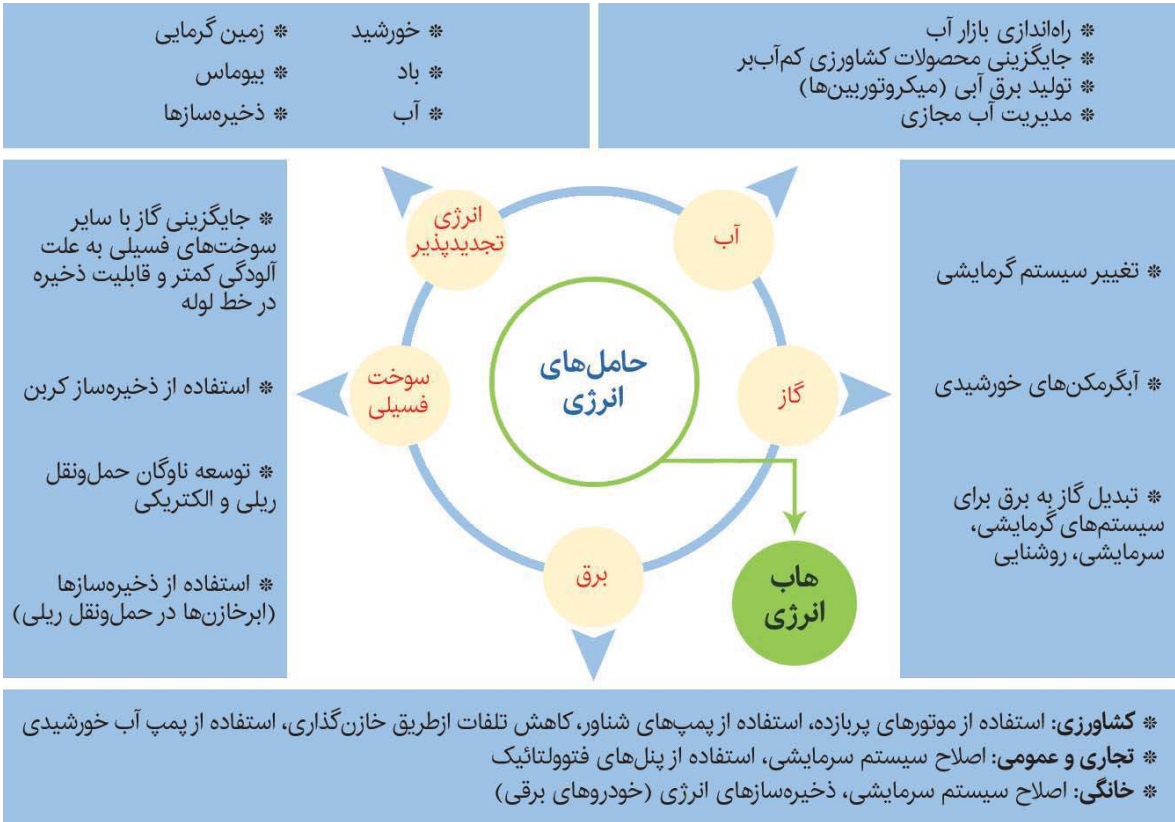 * راه‌اندازی بازار آب
* جایگزینی محصولات کشاورزی کم‌آب‌بر
* تولید برق آبی (میکروتوربین‌ها)
* مدیریت آب مجازی
* خورشید * زمین گرمایی
* باد * بیوماس
* آب * ذخیره‌سازها
* تغییر سیستم گرمایشی
* آبگرمکن‌های خورشیدی
* تبدیل گاز به برق برای
سیستم‌های گرمایشی،
سرمایشی، روشنایی
آب
انرژی
تجدیدپذیر
گاز
حامل‌های
انرژی
سوخت
فسیلی
برق
هاب
انرژی
* جایگزینی گاز با سایر
سوخت‌های فسیلی به علت
آلودگی کمتر و قابلیت ذخیره
در خط لوله
* استفاده از ذخیره‌ساز کربن
* توسعه ناوگان حمل‌ونقل
ریلی و الکتریکی
* استفاده از ذخیره‌سازها
(ابرخازن‌ها در حمل‌ونقل ریلی)
* کشاورزی: استفاده از موتورهای پربازده، استفاده از پمپ‌های شناور، کاهش تلفات ازطریق خازن‌گذاری، استفاده از پمپ آب خورشیدی
* تجاری و عمومی: اصلاح سیستم سرمایشی، استفاده از پنل‌های فتوولتائیک
* خانگی: اصلاح سیستم سرمایشی، ذخیره‌سازهای انرژی (خودروهای برقی)